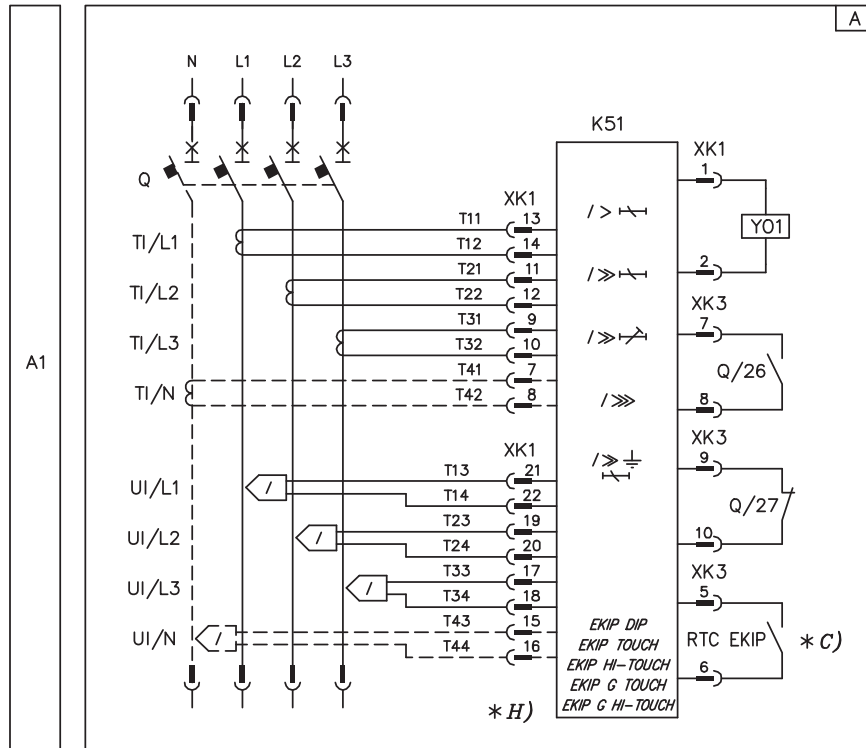 A
N L1 L2 L3
K51
XK1
1
Q
XK1
T11 13
/>
Y01
TI/L1
T12 14
T21 11
2
/≫
TI/L2
T22 12
XK3
T31 9
7
/≫
TI/L3
T32 10
A1
T41 7
Q/26
TI/N
T42 8
/⋙
8
XK1
XK3
/≫
9
T13 21
UI/L1
/
T14 22
Q/27
T23 19
UI/L2
/
T24 20
10
T33 17
XK3
UI/L3
/
T34 18
5
T43 15
EKIP DIP
UI/N
/
EKIP TOUCH
RTC EKIP *C)
T44 16
EKIP HI-TOUCH
6
EKIP G TOUCH
*H)
EKIP G HI-TOUCH